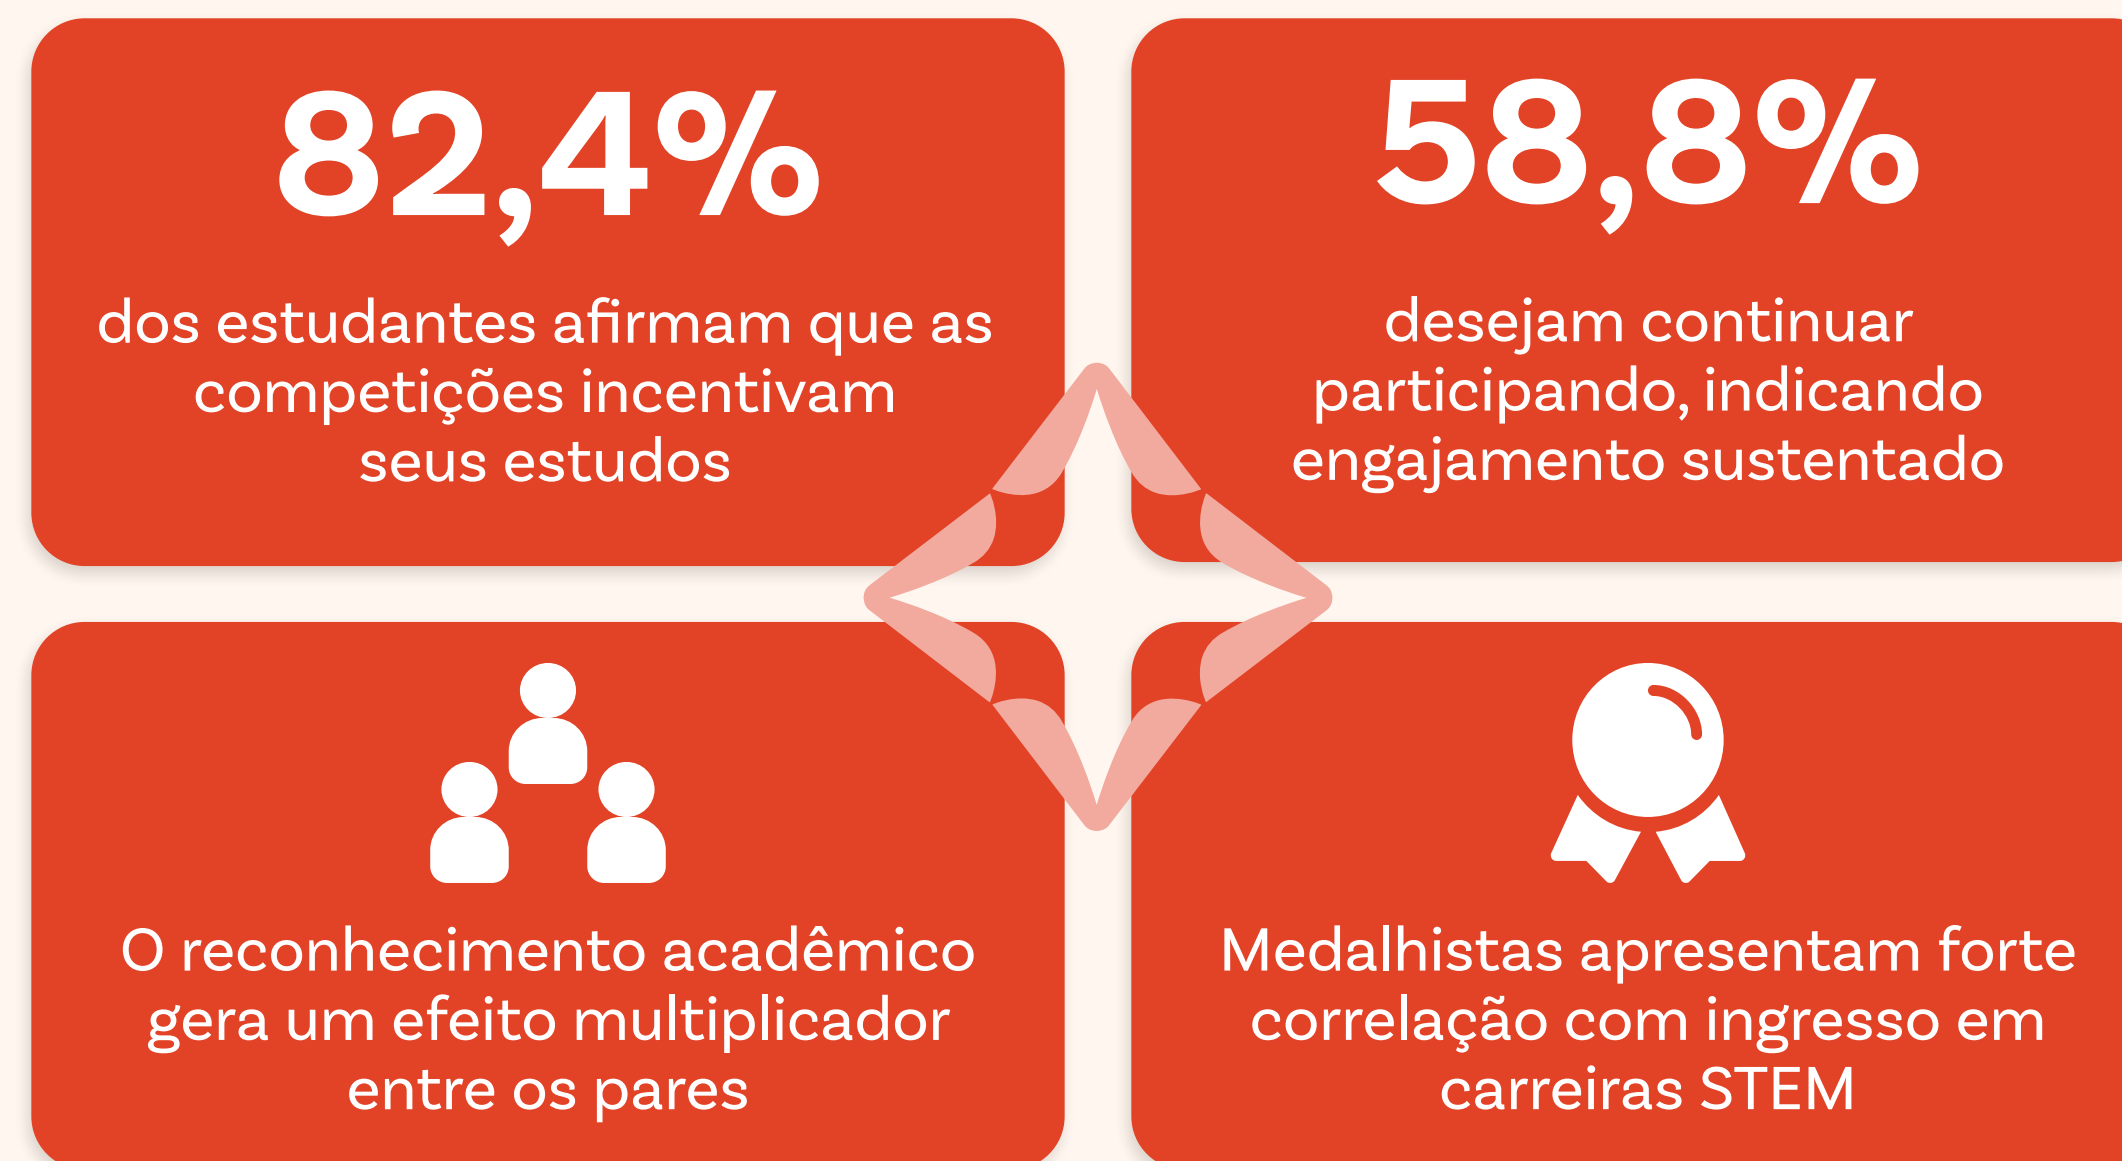 82,4%
dos estudantes afirmam que as
competições incentivam
seus estudos
58,8%
desejam continuar
participando, indicando
engajamento sustentado
O reconhecimento acadêmico
gera um efeito multiplicador
entre os pares
Medalhistas apresentam forte
correlação com ingresso em
carreiras STEM